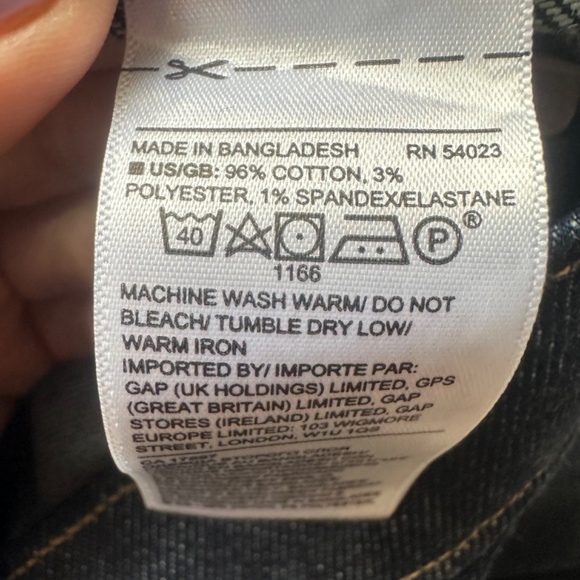 MADE IN BANGLADESH RN 54023
US/GB: 96% COTTON, 3%
POLYESTER, 1% SPANDEX/ELASTANE
40 P ®
1166
MACHINE WASH WARM/ DO NOT
BLEACH/ TUMBLE DRY LOW/
WARM IRON
IMPORTED BY/ IMPORTE PAR:
GAP (UK HOLDINGS) LIMITED, GPS
(GREAT BRITAIN) LIMITED, GAP
STORES (IRELAND) LIMITED, GAP
EUROPE LIMITED: 103 WIGMORE
STREET, LONDON, W1U 1QS
CA 17897